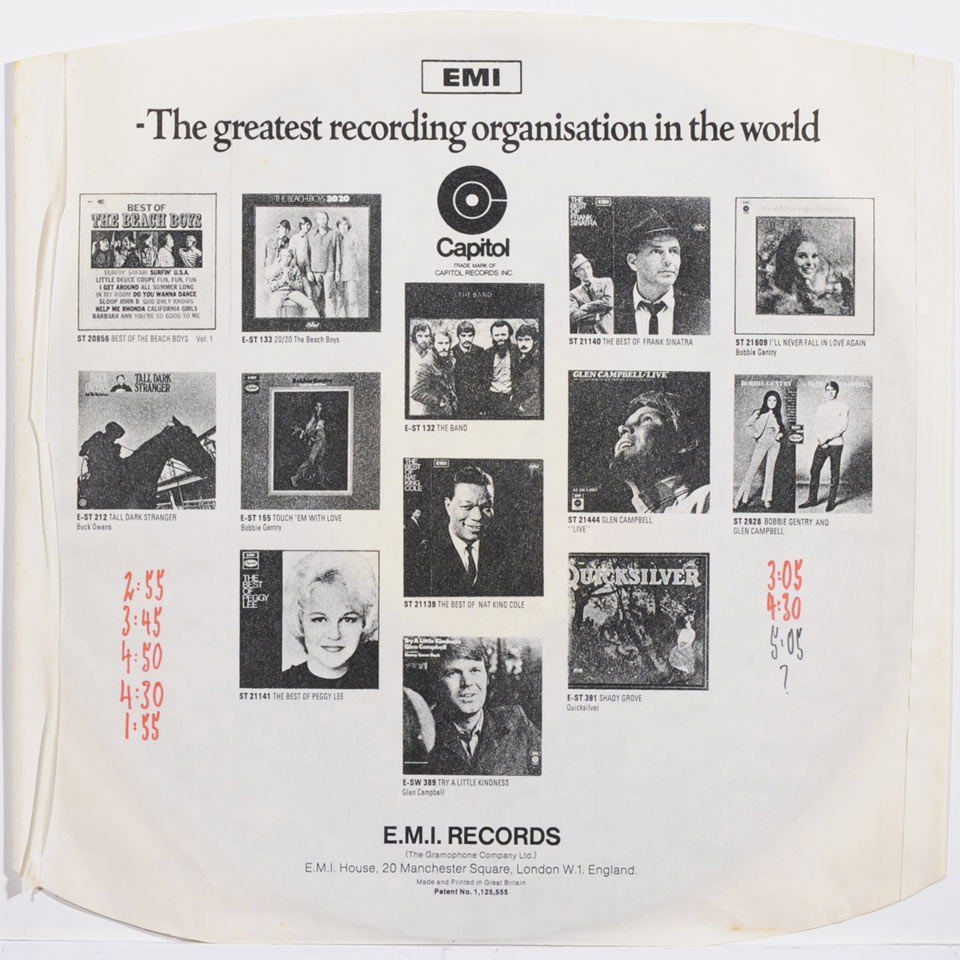 EMI
-The greatest recording organisation in the world
Capitol
TRADE MARK OF
CAPITOL RECORDS INC.
BEST OF
THE BEACH BOYS
SURFIN' SAFARI SURFIN' U.S.A.
LITTLE DEUCE COUPE FUN, FUN, FUN
I GET AROUND ALL SUMMER LONG
IN MY ROOM DO YOU WANNA DANCE
SLOOP JOHN B GOD ONLY KNOWS
HELP ME RHONDA CALIFORNIA GIRLS
BARBARA ANN YOU'RE SO GOOD TO ME
ST 20856 BEST OF THE BEACH BOYS Vol. 1
THE BEACH BOYS 20/20
E-ST 133 20/20 The Beach Boys
THE BAND
E-ST 132 THE BAND
THE
BEST
OF
FRANK
SINATRA
EMI
ST 21140 THE BEST OF FRANK SINATRA
ST 21609 I'LL NEVER FALL IN LOVE AGAIN
Bobbie Gentry
TALL DARK
STRANGER
E-ST 212 TALL DARK STRANGER
Buck Owens
Bobbie Gentry
E-ST 155 TOUCH 'EM WITH LOVE
Bobbie Gentry
THE
BEST
OF
NAT
KING
COLE
EMI
ST 21139 THE BEST OF NAT KING COLE
GLEN CAMPBELL "LIVE"
ST 21444 GLEN CAMPBELL
"LIVE"
BOBBIE GENTRY
GLEN CAMPBELL
ST 2928 BOBBIE GENTRY AND
GLEN CAMPBELL
EMI
THE
BEST
OF
PEGGY
LEE
ST 21141 THE BEST OF PEGGY LEE
Try A Little Kindness
Glen Campbell
E-SW 389 TRY A LITTLE KINDNESS
Glen Campbell
QUICKSILVER
E-ST 391 SHADY GROVE
Quicksilver
2:55
3:45
4:50
4:30
1:55
3:05
4:30
5:05
?
E.M.I. RECORDS
(The Gramophone Company Ltd.)
E.M.I. House, 20 Manchester Square, London W.1. England.
Made and Printed in Great Britain
Patent No. 1,125,555